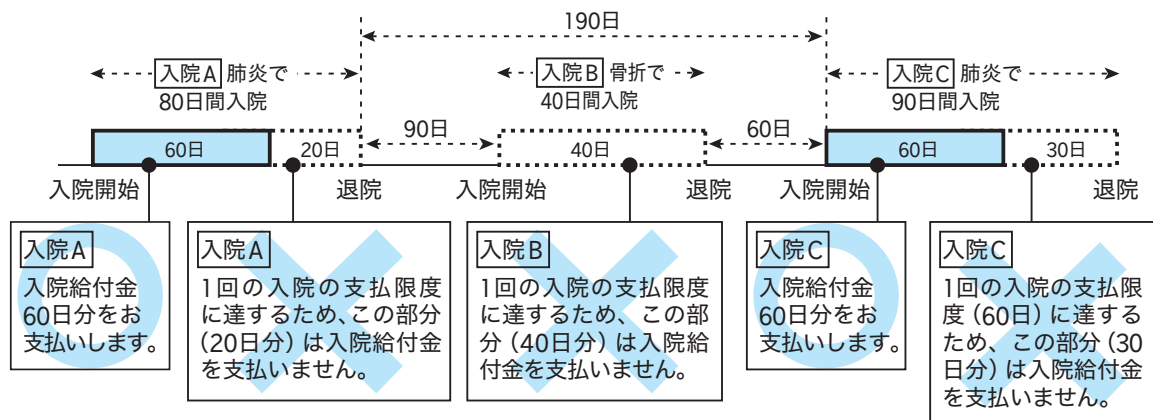 190日
入院A 肺炎で
80日間入院
入院B 骨折で
40日間入院
入院C 肺炎で
90日間入院
60日
20日
90日
40日
60日
60日
30日
入院開始
退院
入院開始
退院
入院開始
退院
入院A
入院給付金
60日分をお
支払いします。
入院A
1回の入院の支払限度
に達するため、この部分
(20日分)は入院給付金
を支払いません。
入院B
1回の入院の支払限度
に達するため、この部
分(40日分)は入院給
付金を支払いません。
入院C
入院給付金
60日分をお
支払いします。
入院C
1回の入院の支払限
度(60日)に達する
ため、この部分(30
日分)は入院給付金
を支払いません。